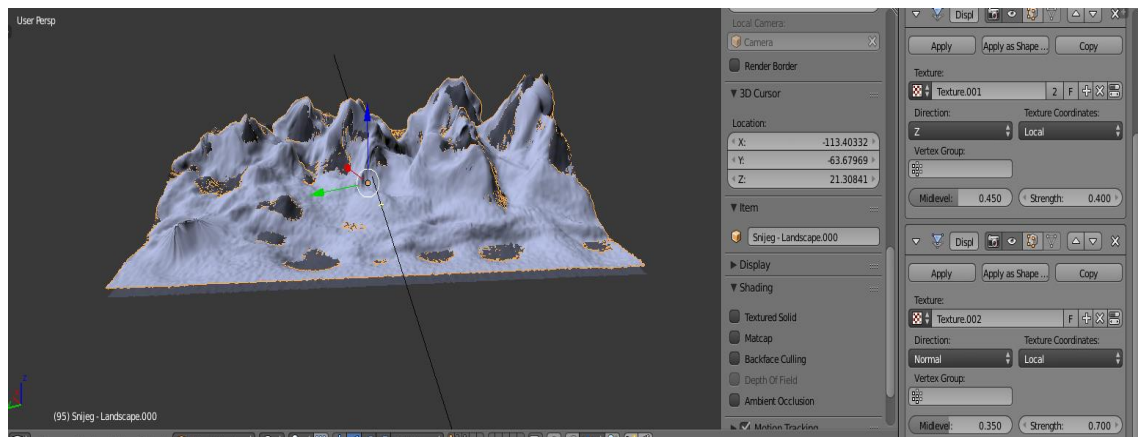 User Persp
(95) Snijeg - Landscape.000
Local Camera:
Camera
Render Border
3D Cursor
Location:
X: -113.40332
Y: -63.67969
Z: 21.30841
Item
Snijeg - Landscape.000
Display
Shading
Textured Solid
Matcap
Backface Culling
Depth Of Field
Ambient Occlusion
Motion Tracking
Displ
Apply Apply as Shape ... Copy
Texture:
Texture.001 2 F
Direction: Texture Coordinates:
Z Local
Vertex Group:
Midlevel: 0.450 Strength: 0.400
Displ
Apply Apply as Shape ... Copy
Texture:
Texture.002 F
Direction: Texture Coordinates:
Normal Local
Vertex Group:
Midlevel: 0.350 Strength: 0.700